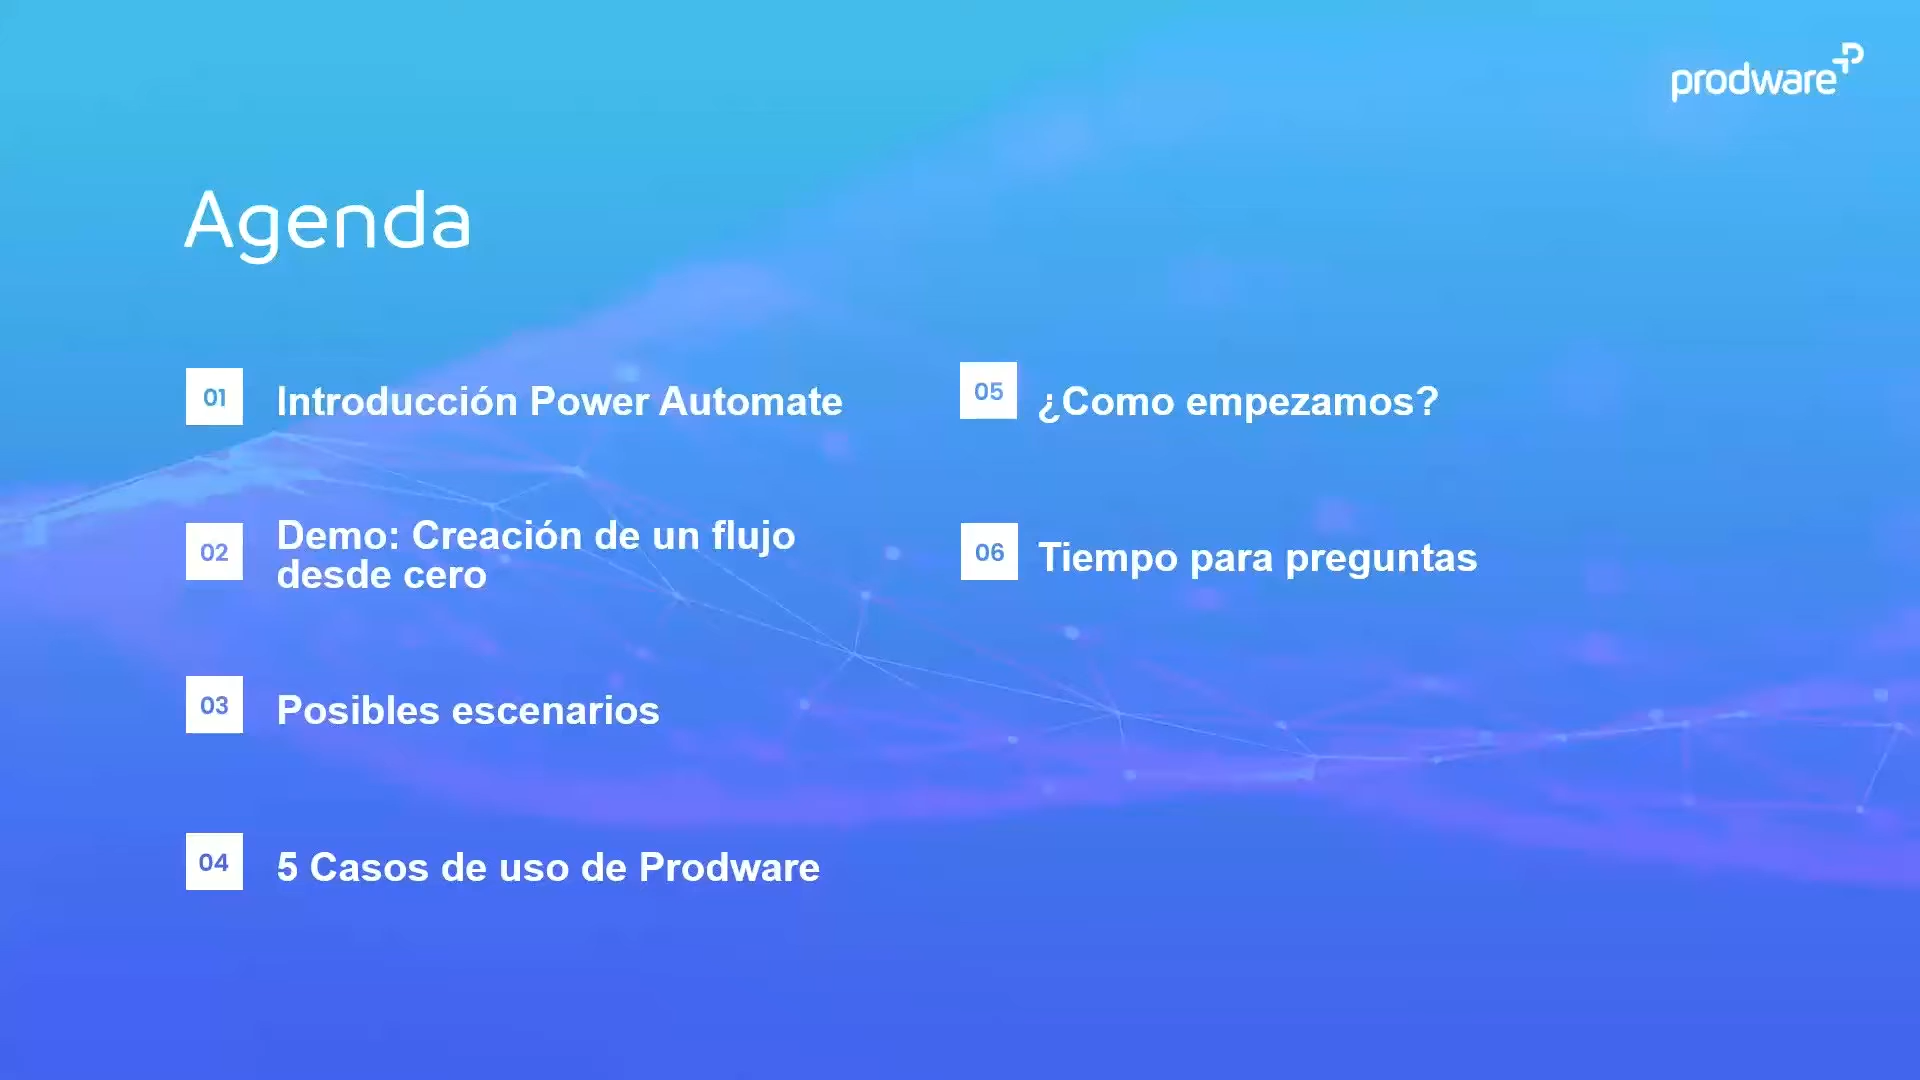 prodware
Agenda
01
Introducción Power Automate
02
Demo: Creación de un flujo
desde cero
03
Posibles escenarios
04
5 Casos de uso de Prodware
05
¿Como empezamos?
06
Tiempo para preguntas